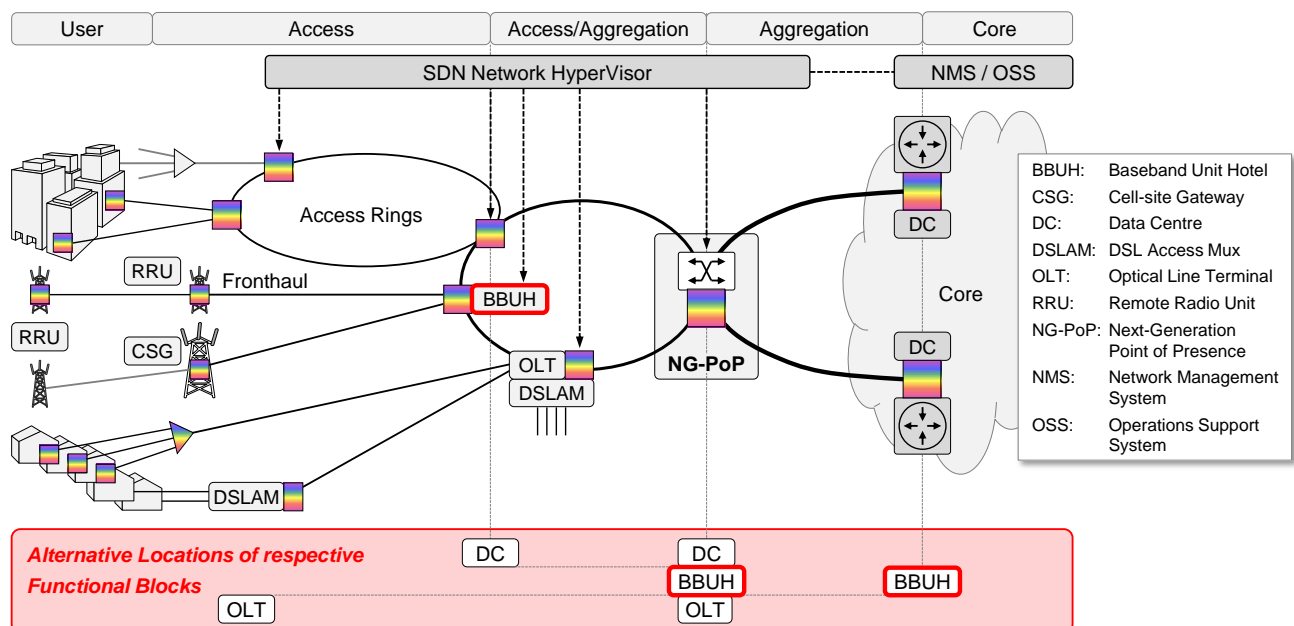 User
Access
Access/Aggregation
Aggregation
Core
SDN Network HyperVisor
NMS / OSS
Access Rings
RRU
Fronthaul
BBUH
RRU
CSG
OLT
DSLAM
NG-PoP
DC
Core
DC
DSLAM
BBUH: Baseband Unit Hotel
CSG: Cell-site Gateway
DC: Data Centre
DSLAM: DSL Access Mux
OLT: Optical Line Terminal
RRU: Remote Radio Unit
NG-PoP: Next-Generation
Point of Presence
NMS: Network Management
System
OSS: Operations Support
System
Alternative Locations of respective
Functional Blocks
DC
DC
BBUH
BBUH
OLT
OLT